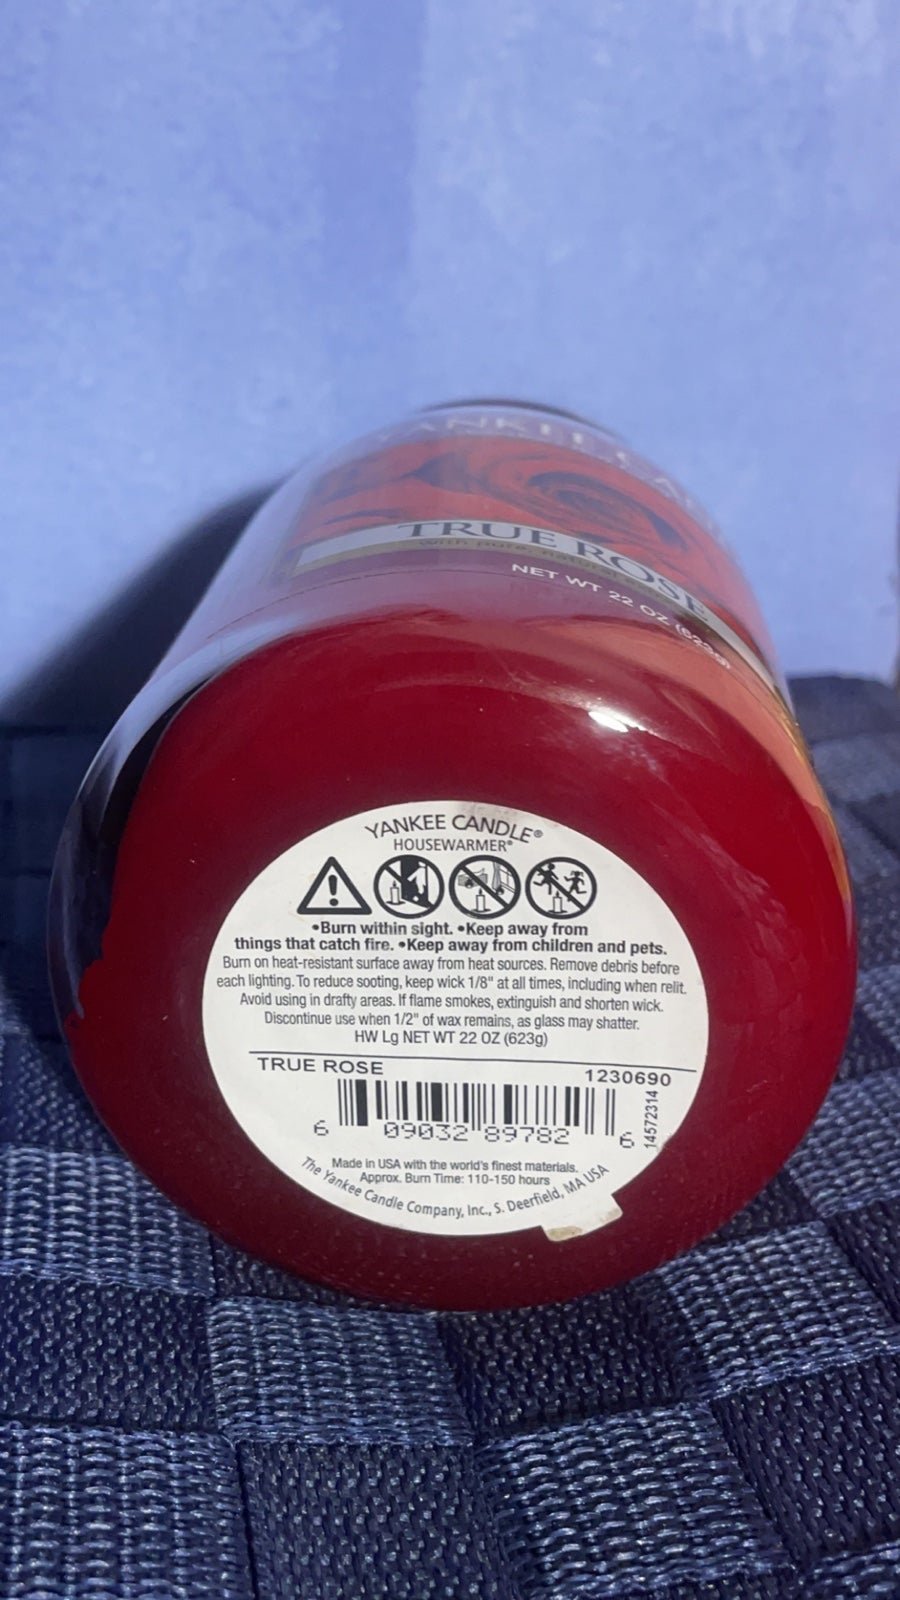 YANKEE
TRUE ROSE
with pure, natural
NET WT 22 OZ (623g)
YANKEE CANDLE®
HOUSEWARMER®
•Burn within sight. •Keep away from
things that catch fire. •Keep away from children and pets.
Burn on heat-resistant surface away from heat sources. Remove debris before
each lighting. To reduce sooting, keep wick 1/8" at all times, including when relit.
Avoid using in drafty areas. If flame smokes, extinguish and shorten wick.
Discontinue use when 1/2" of wax remains, as glass may shatter.
HW Lg NET WT 22 OZ (623g)
TRUE ROSE 1230690
6 09032 89782 6
14572314
Made in USA with the world's finest materials.
Approx. Burn Time: 110-150 hours
The Yankee Candle Company, Inc., S. Deerfield, MA USA